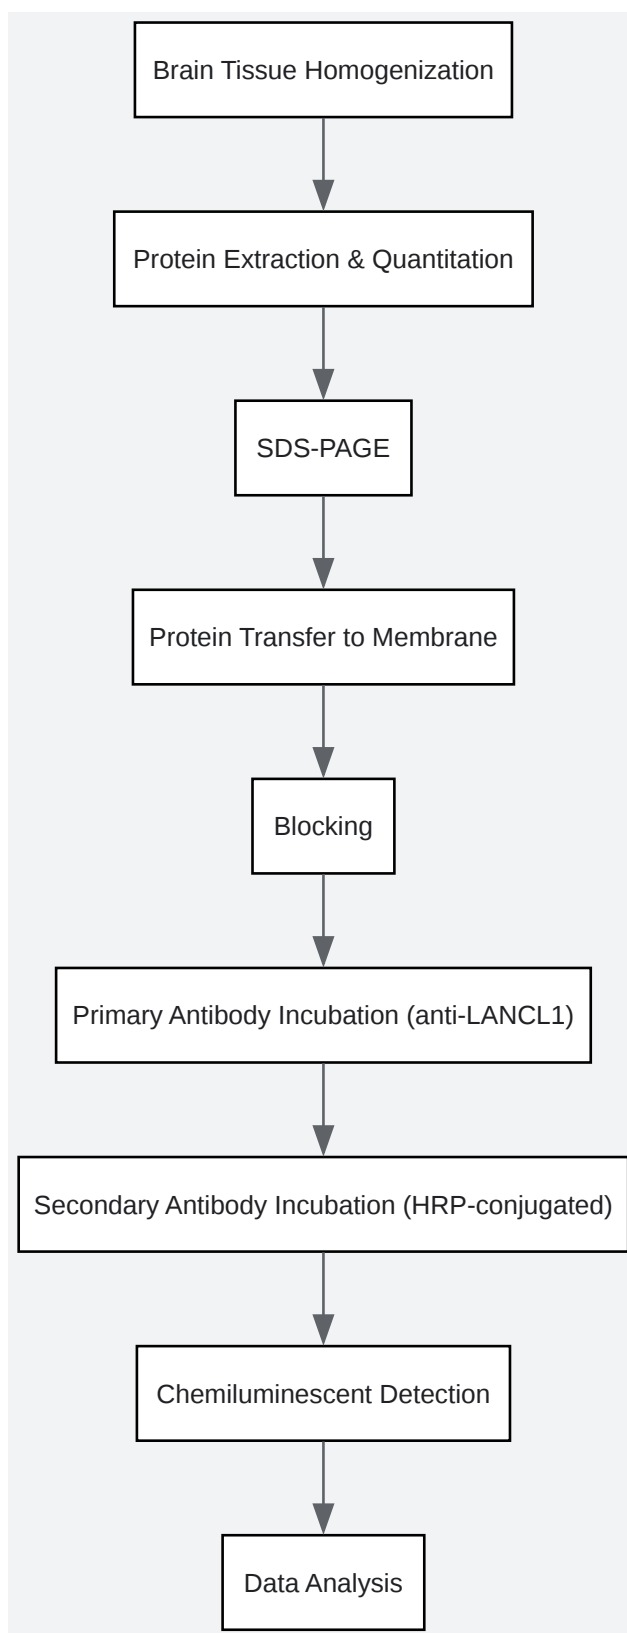 Brain Tissue Homogenization
Protein Extraction & Quantitation
SDS-PAGE
Protein Transfer to Membrane
Blocking
Primary Antibody Incubation (anti-LANCL1)
Secondary Antibody Incubation (HRP-conjugated)
Chemiluminescent Detection
Data Analysis